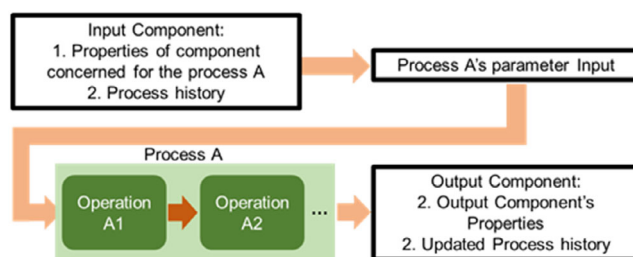 Input Component:
1. Properties of component
concerned for the process A
2. Process history
Process A's parameter Input
Process A
Operation
A1
Operation
A2
...
Output Component:
2. Output Component's
Properties
2. Updated Process history